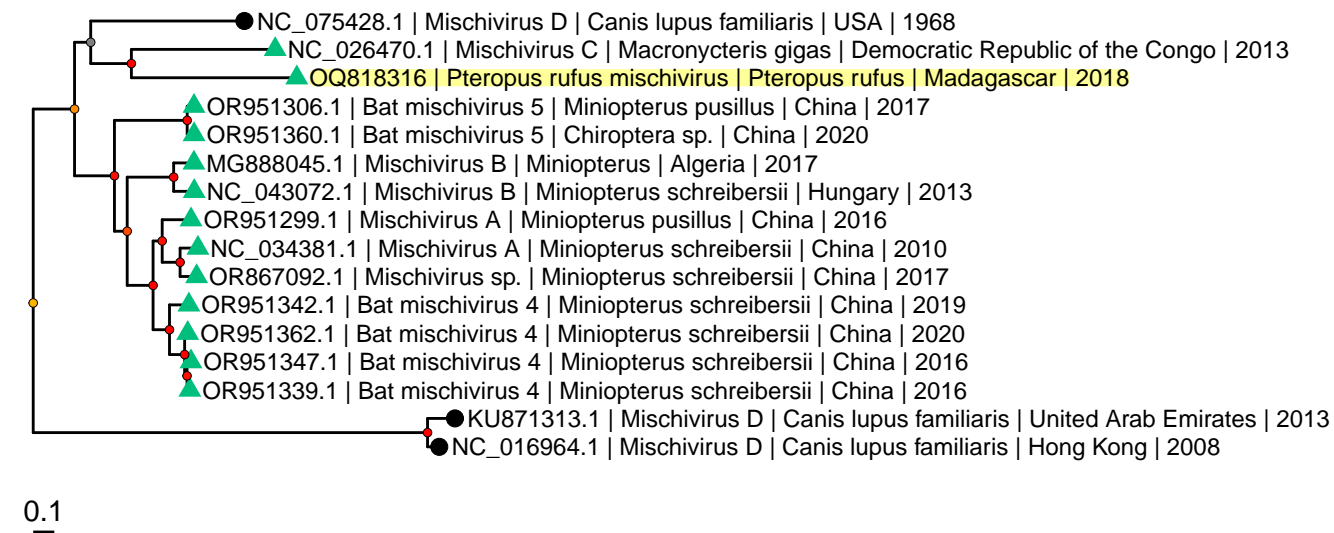 NC_075428.1 | Mischivirus D | Canis lupus familiaris | USA | 1968
NC_026470.1 | Mischivirus C | Macronycteris gigas | Democratic Republic of the Congo | 2013
OQ818316 | Pteropus rufus mischivirus | Pteropus rufus | Madagascar | 2018
OR951306.1 | Bat mischivirus 5 | Miniopterus pusillus | China | 2017
OR951360.1 | Bat mischivirus 5 | Chiroptera sp. | China | 2020
MG888045.1 | Mischivirus B | Miniopterus | Algeria | 2017
NC_043072.1 | Mischivirus B | Miniopterus schreibersii | Hungary | 2013
OR951299.1 | Mischivirus A | Miniopterus pusillus | China | 2016
NC_034381.1 | Mischivirus A | Miniopterus schreibersii | China | 2010
OR867092.1 | Mischivirus sp. | Miniopterus schreibersii | China | 2017
OR951342.1 | Bat mischivirus 4 | Miniopterus schreibersii | China | 2019
OR951362.1 | Bat mischivirus 4 | Miniopterus schreibersii | China | 2020
OR951347.1 | Bat mischivirus 4 | Miniopterus schreibersii | China | 2016
OR951339.1 | Bat mischivirus 4 | Miniopterus schreibersii | China | 2016
KU871313.1 | Mischivirus D | Canis lupus familiaris | United Arab Emirates | 2013
NC_016964.1 | Mischivirus D | Canis lupus familiaris | Hong Kong | 2008
0.1